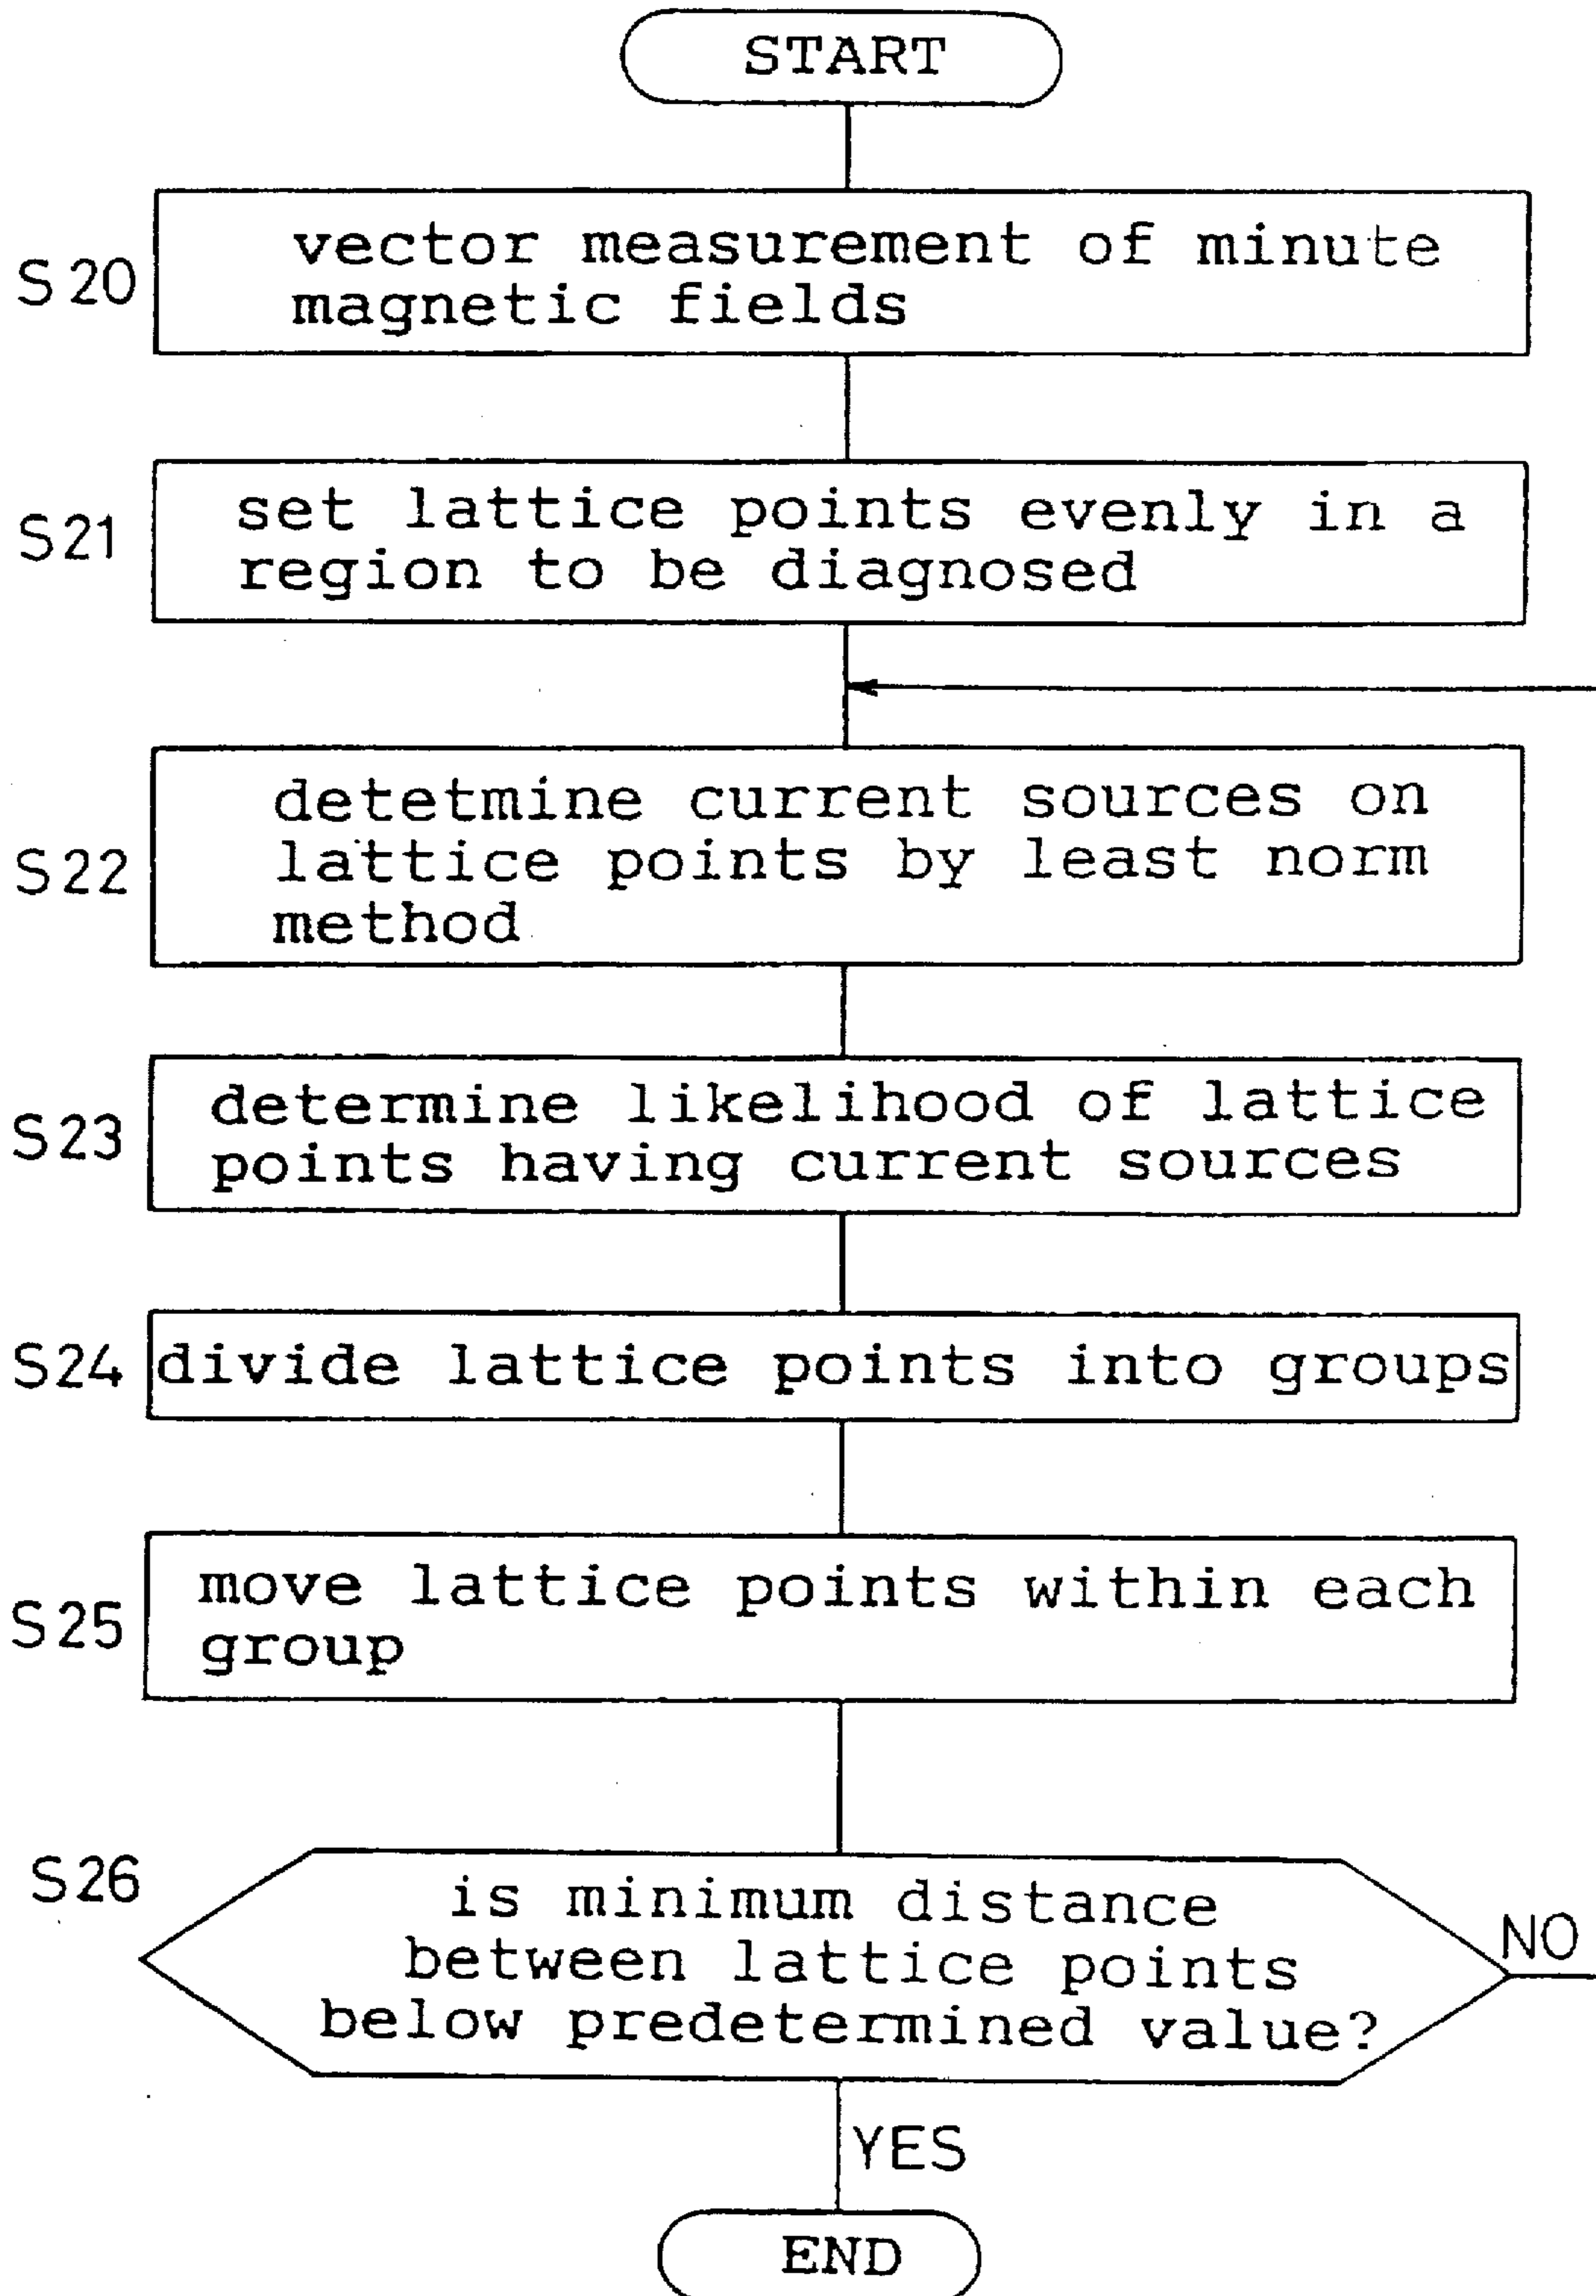 START
S20
vector measurement of minute
magnetic fields
S21
set lattice points evenly in a
region to be diagnosed
S22
detetmine current sources on
lattice points by least norm
method
S23
determine likelihood of lattice
points having current sources
S24
divide lattice points into groups
S25
move lattice points within each
group
S26
is minimum distance
between lattice points
below predetermined value?
NO
YES
END